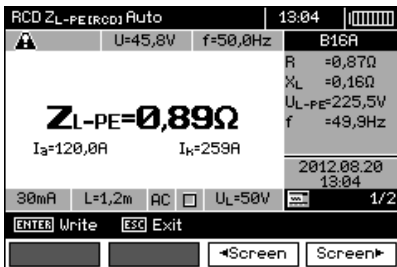 RCD ZL-PE[RCD] Auto 13:04
U=45,8V f=50,0Hz B16A
R =0,87Ω
XL =0,16Ω
UL-PE=225,5V
f =49,9Hz
ZL-PE=0,89Ω
Ia=120,0A Ik=259A
2012.08.20
13:04
30mA L=1,2m AC UL=50V 1/2
ENTER Write ESC Exit
◄Screen Screen►